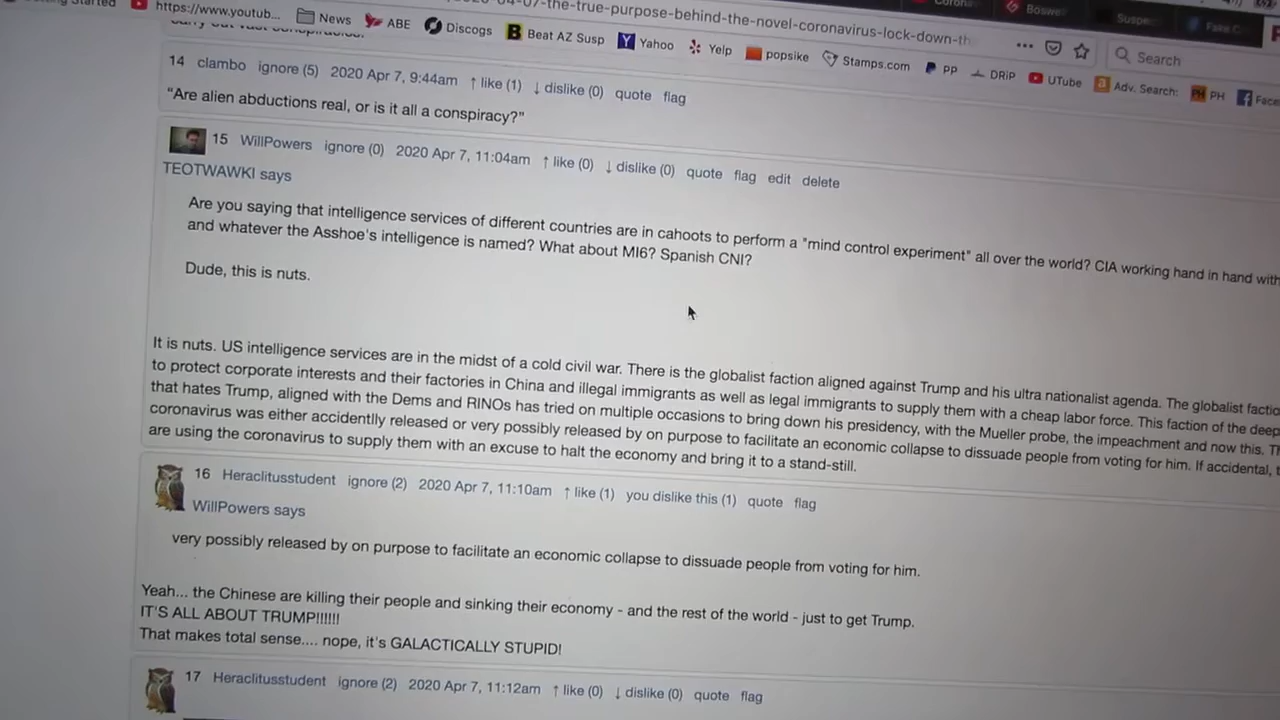 https://www.youtub... News ABE Discogs Beat AZ Susp Yahoo Yelp popsike Stamps.com PP DRiP UTube Adv. Search: PH Face
-the-true-purpose-behind-the-novel-coronavirus-lock-down-th
Search
14 clambo ignore (5) 2020 Apr 7, 9:44am ↑ like (1) ↓ dislike (0) quote flag
"Are alien abductions real, or is it all a conspiracy?"
15 WillPowers ignore (0) 2020 Apr 7, 11:04am ↑ like (0) ↓ dislike (0) quote flag edit delete
TEOTWAWKI says
Are you saying that intelligence services of different countries are in cahoots to perform a "mind control experiment" all over the world? CIA working hand in hand with
and whatever the Asshoe's intelligence is named? What about MI6? Spanish CNI?
Dude, this is nuts.
It is nuts. US intelligence services are in the midst of a cold civil war. There is the globalist faction aligned against Trump and his ultra nationalist agenda. The globalist factio
to protect corporate interests and their factories in China and illegal immigrants as well as legal immigrants to supply them with a cheap labor force. This faction of the deep
that hates Trump, aligned with the Dems and RINOs has tried on multiple occasions to bring down his presidency, with the Mueller probe, the impeachment and now this. Th
coronavirus was either accidentlly released or very possibly released by on purpose to facilitate an economic collapse to dissuade people from voting for him. If accidental, t
are using the coronavirus to supply them with an excuse to halt the economy and bring it to a stand-still.
16 Heraclitusstudent ignore (2) 2020 Apr 7, 11:10am ↑ like (1) you dislike this (1) quote flag
WillPowers says
very possibly released by on purpose to facilitate an economic collapse to dissuade people from voting for him.
Yeah... the Chinese are killing their people and sinking their economy - and the rest of the world - just to get Trump.
IT'S ALL ABOUT TRUMP!!!!!!
That makes total sense.... nope, it's GALACTICALLY STUPID!
17 Heraclitusstudent ignore (2) 2020 Apr 7, 11:12am ↑ like (0) ↓ dislike (0) quote flag